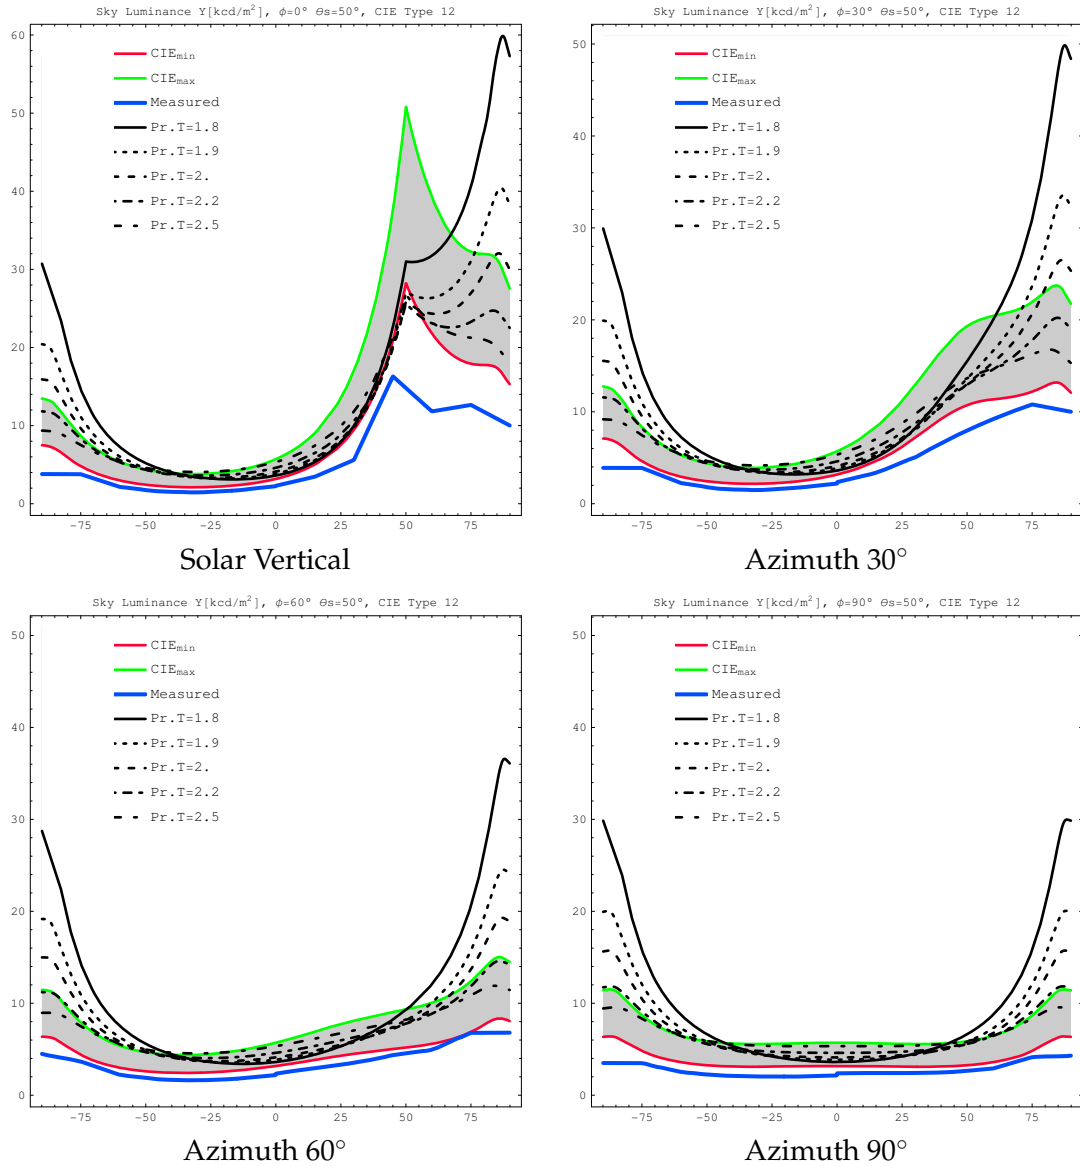 Sky Luminance Y[kcd/m²], ϕ=0° Θs=50°, CIE Type 12
60
50
40
30
20
10
0
−75
−50
−25
0
25
50
75
CIEmin
CIEmax
Measured
Pr.T=1.8
Pr.T=1.9
Pr.T=2.
Pr.T=2.2
Pr.T=2.5
Solar Vertical
Sky Luminance Y[kcd/m²], ϕ=30° Θs=50°, CIE Type 12
50
40
30
20
10
0
−75
−50
−25
0
25
50
75
CIEmin
CIEmax
Measured
Pr.T=1.8
Pr.T=1.9
Pr.T=2.
Pr.T=2.2
Pr.T=2.5
Azimuth 30°
Sky Luminance Y[kcd/m²], ϕ=60° Θs=50°, CIE Type 12
50
40
30
20
10
0
−75
−50
−25
0
25
50
75
CIEmin
CIEmax
Measured
Pr.T=1.8
Pr.T=1.9
Pr.T=2.
Pr.T=2.2
Pr.T=2.5
Azimuth 60°
Sky Luminance Y[kcd/m²], ϕ=90° Θs=50°, CIE Type 12
50
40
30
20
10
0
−75
−50
−25
0
25
50
75
CIEmin
CIEmax
Measured
Pr.T=1.8
Pr.T=1.9
Pr.T=2.
Pr.T=2.2
Pr.T=2.5
Azimuth 90°